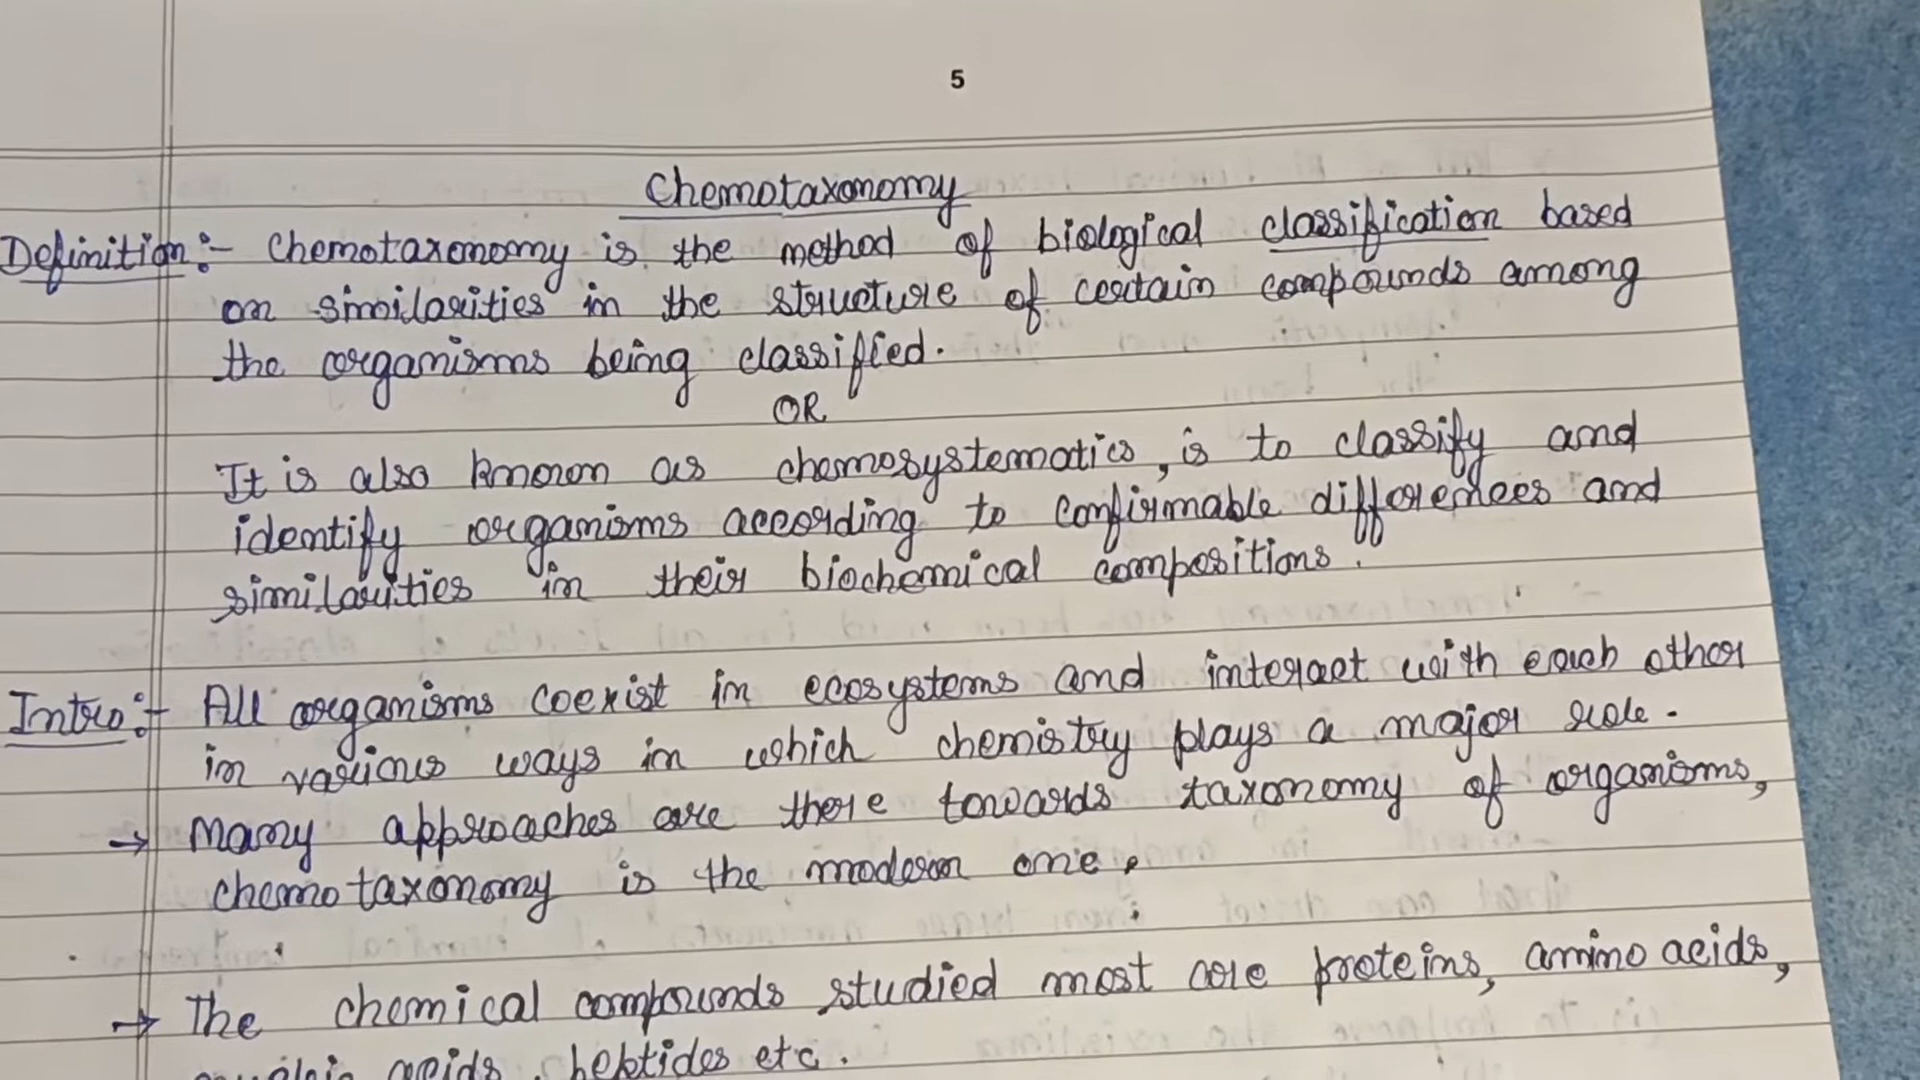 5
Chemotaxonomy
Definition:- Chemotaxonomy is the method of biological classification based
on similarities in the structure of certain compounds among
the organisms being classified.
OR
It is also known as chemosystematics, is to classify and
identify organisms according to confirmable differences and
similarities in their biochemical compositions.
Intro:- All organisms coexist in ecosystems and interact with each other
in various ways in which chemistry plays a major role.
→ Many approaches are there towards taxonomy of organisms,
chemotaxonomy is the modern one.
→ The chemical compounds studied most are proteins, amino acids,
acids, peptides etc.